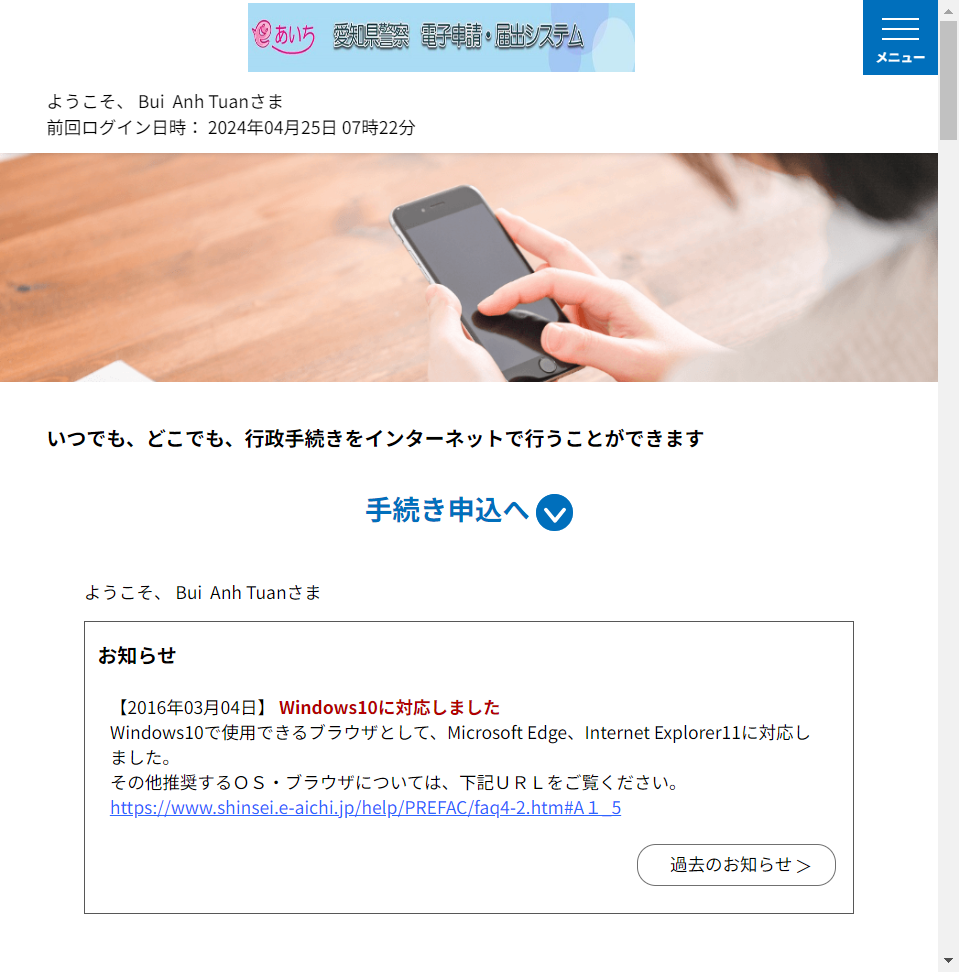 あいち 愛知県警察 電子申請・届出システム
メニュー
ようこそ、 Bui Anh Tuanさま
前回ログイン日時： 2024年04月25日 07時22分
いつでも、どこでも、行政手続きをインターネットで行うことができます
手続き申込へ
ようこそ、 Bui Anh Tuanさま
お知らせ
【2016年03月04日】 Windows10に対応しました
Windows10で使用できるブラウザとして、Microsoft Edge、Internet Explorer11に対応し
ました。
その他推奨するＯＳ・ブラウザについては、下記ＵＲＬをご覧ください。
https://www.shinsei.e-aichi.jp/help/PREFAC/faq4-2.htm#A１_5
過去のお知らせ ＞